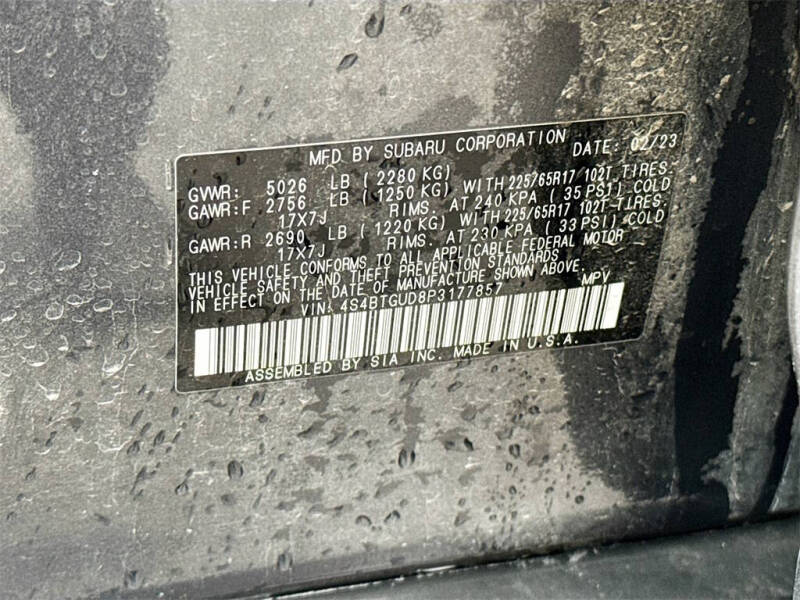 MFD BY SUBARU CORPORATION DATE: 02/23
GVWR: 5026 LB (2280 KG)
GAWR:F 2756 LB (1250 KG) WITH 225/65R17 102T TIRES.
17X7J RIMS. AT 240 KPA (35 PSI) COLD
GAWR:R 2690 LB (1220 KG) WITH 225/65R17 102T TIRES.
17X7J RIMS. AT 230 KPA (33 PSI) COLD
THIS VEHICLE CONFORMS TO ALL APPLICABLE FEDERAL MOTOR
VEHICLE SAFETY AND THEFT PREVENTION STANDARDS
IN EFFECT ON THE DATE OF MANUFACTURE SHOWN ABOVE.
VIN: 4S4BTGUD8P3177857 MPV
ASSEMBLED BY SIA INC. MADE IN U.S.A.